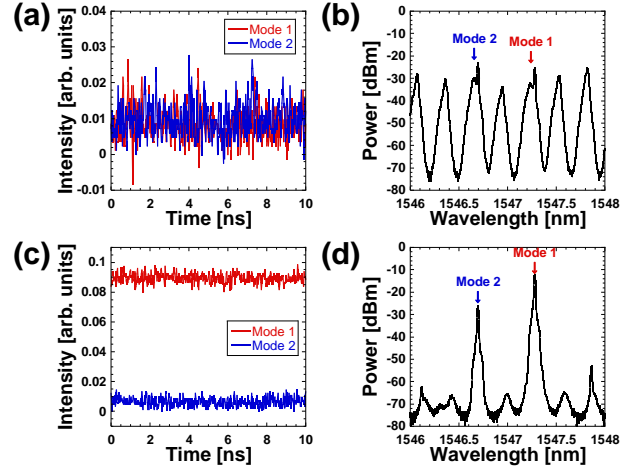 (a)
Intensity [arb. units]
0.04
0.03
0.02
0.01
0
-0.01
Mode 1
Mode 2
0 2 4 6 8 10
Time [ns]
(b)
Power [dBm]
0
-10
-20
-30
-40
-50
-60
-70
-80
Mode 2
Mode 1
1546 1546.5 1547 1547.5 1548
Wavelength [nm]
(c)
Intensity [arb. units]
0.1
0.08
0.06
0.04
0.02
0
Mode 1
Mode 2
0 2 4 6 8 10
Time [ns]
(d)
Power [dBm]
0
-10
-20
-30
-40
-50
-60
-70
-80
Mode 2
Mode 1
1546 1546.5 1547 1547.5 1548
Wavelength [nm]